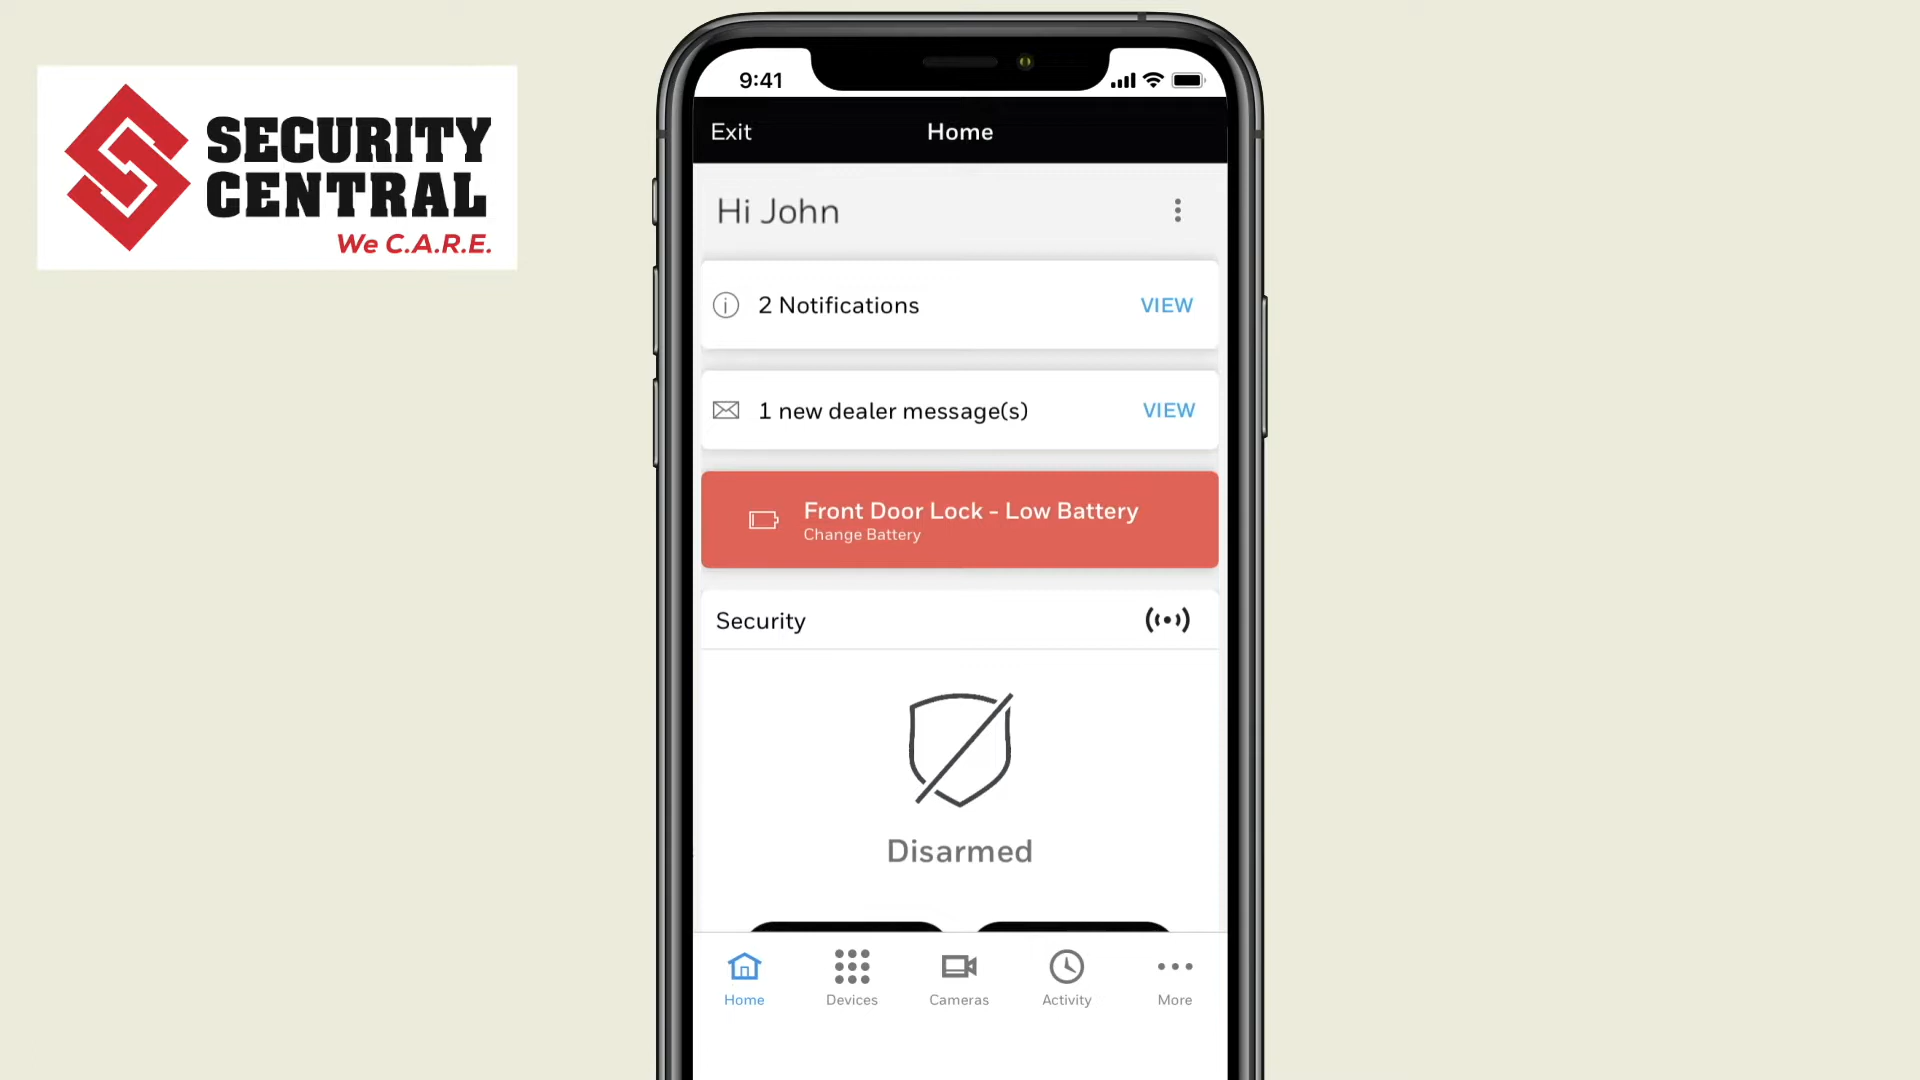 SECURITY
CENTRAL
We C.A.R.E.
9:41
Exit
Home
Hi John
2 Notifications
VIEW
1 new dealer message(s)
VIEW
Front Door Lock - Low Battery
Change Battery
Security
Disarmed
Home
Devices
Cameras
Activity
More